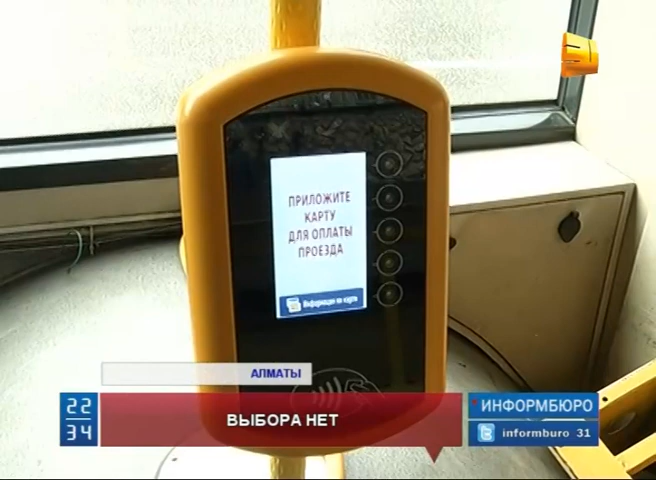 ПРИЛОЖИТЕ
КАРТУ
ДЛЯ ОПЛАТЫ
ПРОЕЗДА
Информация по карте
АЛМАТЫ
22
34
ВЫБОРА НЕТ
ИНФОРМБЮРО
informburo 31